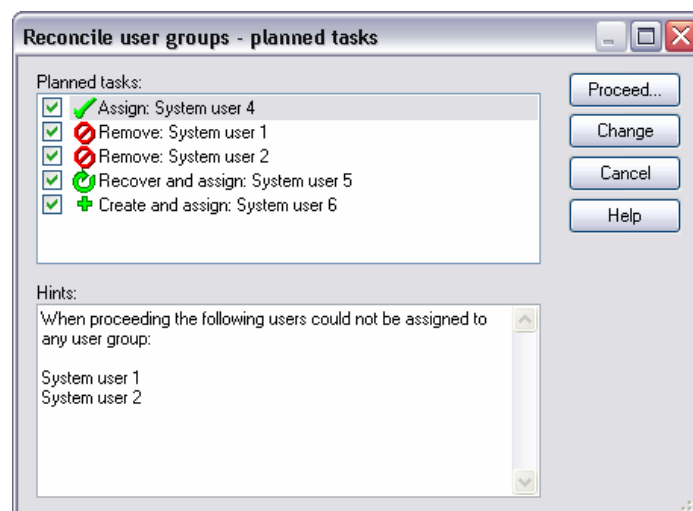 Reconcile user groups - planned tasks
Planned tasks:
Assign: System user 4
Remove: System user 1
Remove: System user 2
Recover and assign: System user 5
Create and assign: System user 6
Proceed...
Change
Cancel
Help
Hints:
When proceeding the following users could not be assigned to
any user group:
System user 1
System user 2